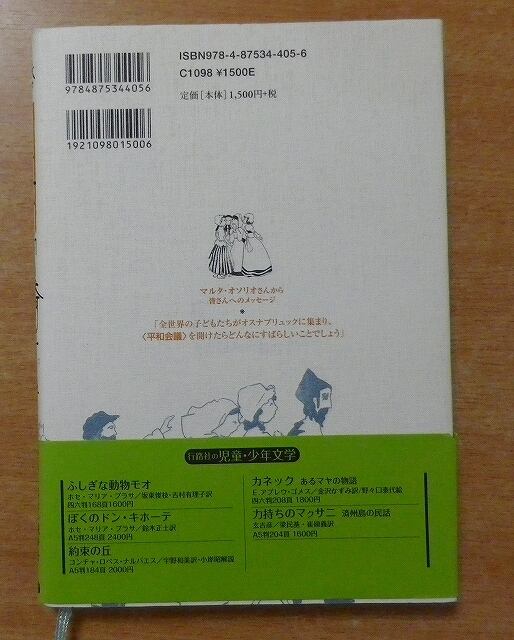 ISBN978-4-87534-405-6
C1098 ¥1500E
定価[本体]1,500円+税
9784875344056
1921098015006
マルタ・オソリオさんから
皆さんへのメッセージ
*
「全世界の子どもたちがオスナブリュックに集まり、
〈平和会議〉を開けたらどんなにすばらしいことでしょう」
行路社の児童・少年文学
ふしぎな動物モオ
ホセ・マリア・プラサ/坂東俊枝・吉村有理子訳
四六判168頁1600円
ぼくのドン・キホーテ
ホセ・マリア・プラサ/鈴木正士訳
A5判248頁 2400円
約束の丘
コンチャ・ロペス・ナルバエス/宇野和美訳・小岸昭解説
A5判184頁 2000円
カネック あるマヤの物語
E.アブレウ・ゴメス/金沢かずみ訳/野々口泰代絵
四六判208頁 1800円
力持ちのマクサニ 済州島の民話
玄吉彦/梁民基・崔碩義訳
A5判204頁 1600円